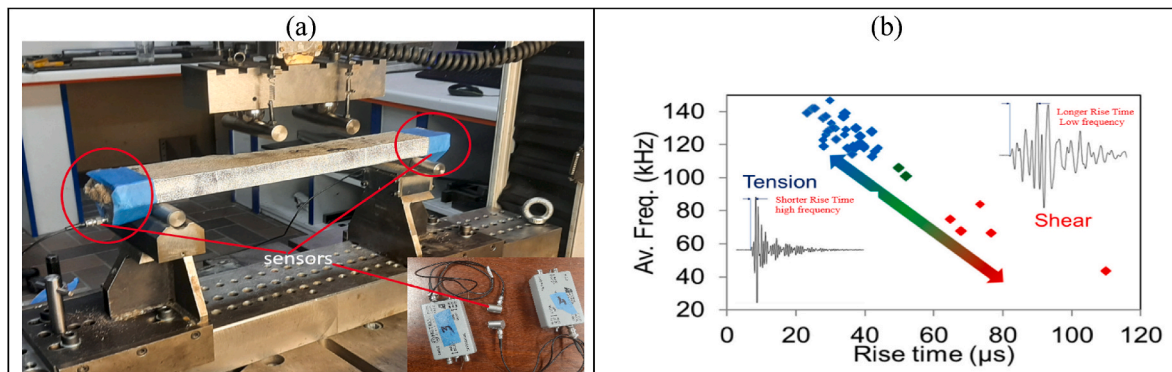 (a)
sensors
(b)
140
120
100
80
60
40
20
Av. Freq. (kHz)
Longer Rise Time
Low frequency
Tension
Shorter Rise Time
high frequency
Shear
0 20 40 60 80 100 120
Rise time (µs)